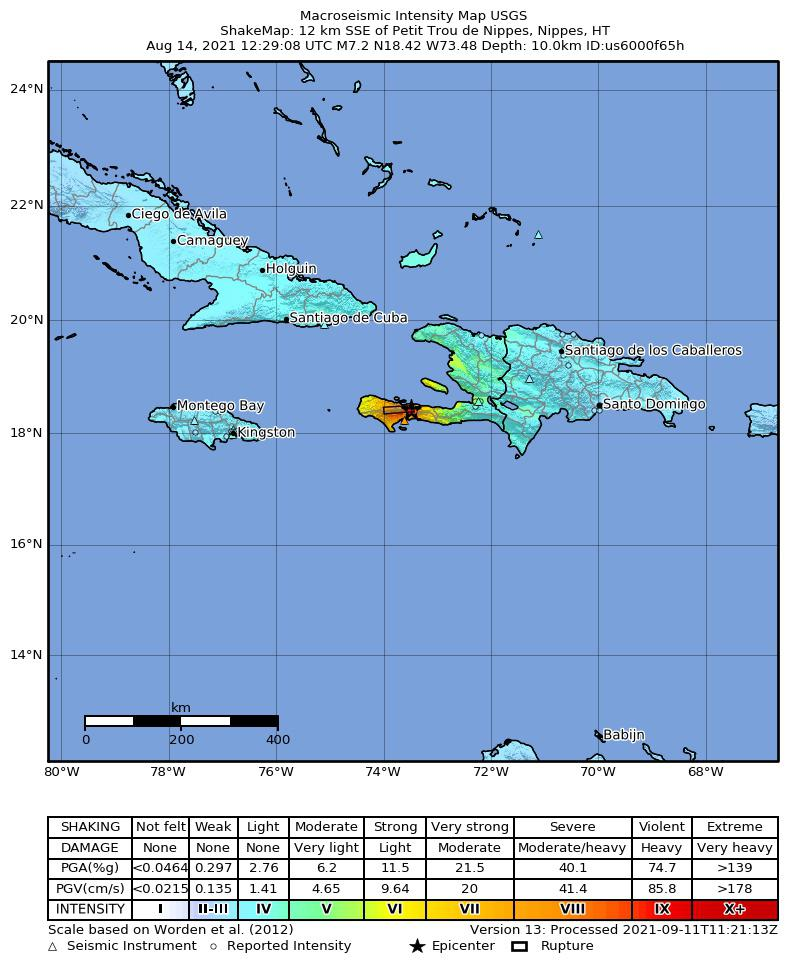 Macroseismic Intensity Map USGS
ShakeMap: 12 km SSE of Petit Trou de Nippes, Nippes, HT
Aug 14, 2021 12:29:08 UTC M7.2 N18.42 W73.48 Depth: 10.0km ID:us6000f65h
24°N
22°N
Ciego de Avila
Camaguey
Holguin
20°N
Santiago de Cuba
Santiago de los Caballeros
Montego Bay
Santo Domingo
18°N
Kingston
16°N
14°N
km
0 200 400
Babijn
80°W 78°W 76°W 74°W 72°W 70°W 68°W
SHAKING Not felt Weak Light Moderate Strong Very strong Severe Violent Extreme
DAMAGE None None None Very light Light Moderate Moderate/heavy Heavy Very heavy
PGA(%g) <0.0464 0.297 2.76 6.2 11.5 21.5 40.1 74.7 >139
PGV(cm/s) <0.0215 0.135 1.41 4.65 9.64 20 41.4 85.8 >178
INTENSITY I II-III IV V VI VII VIII IX X+
Scale based on Worden et al. (2012) Version 13: Processed 2021-09-11T11:21:13Z
Seismic Instrument Reported Intensity Epicenter Rupture